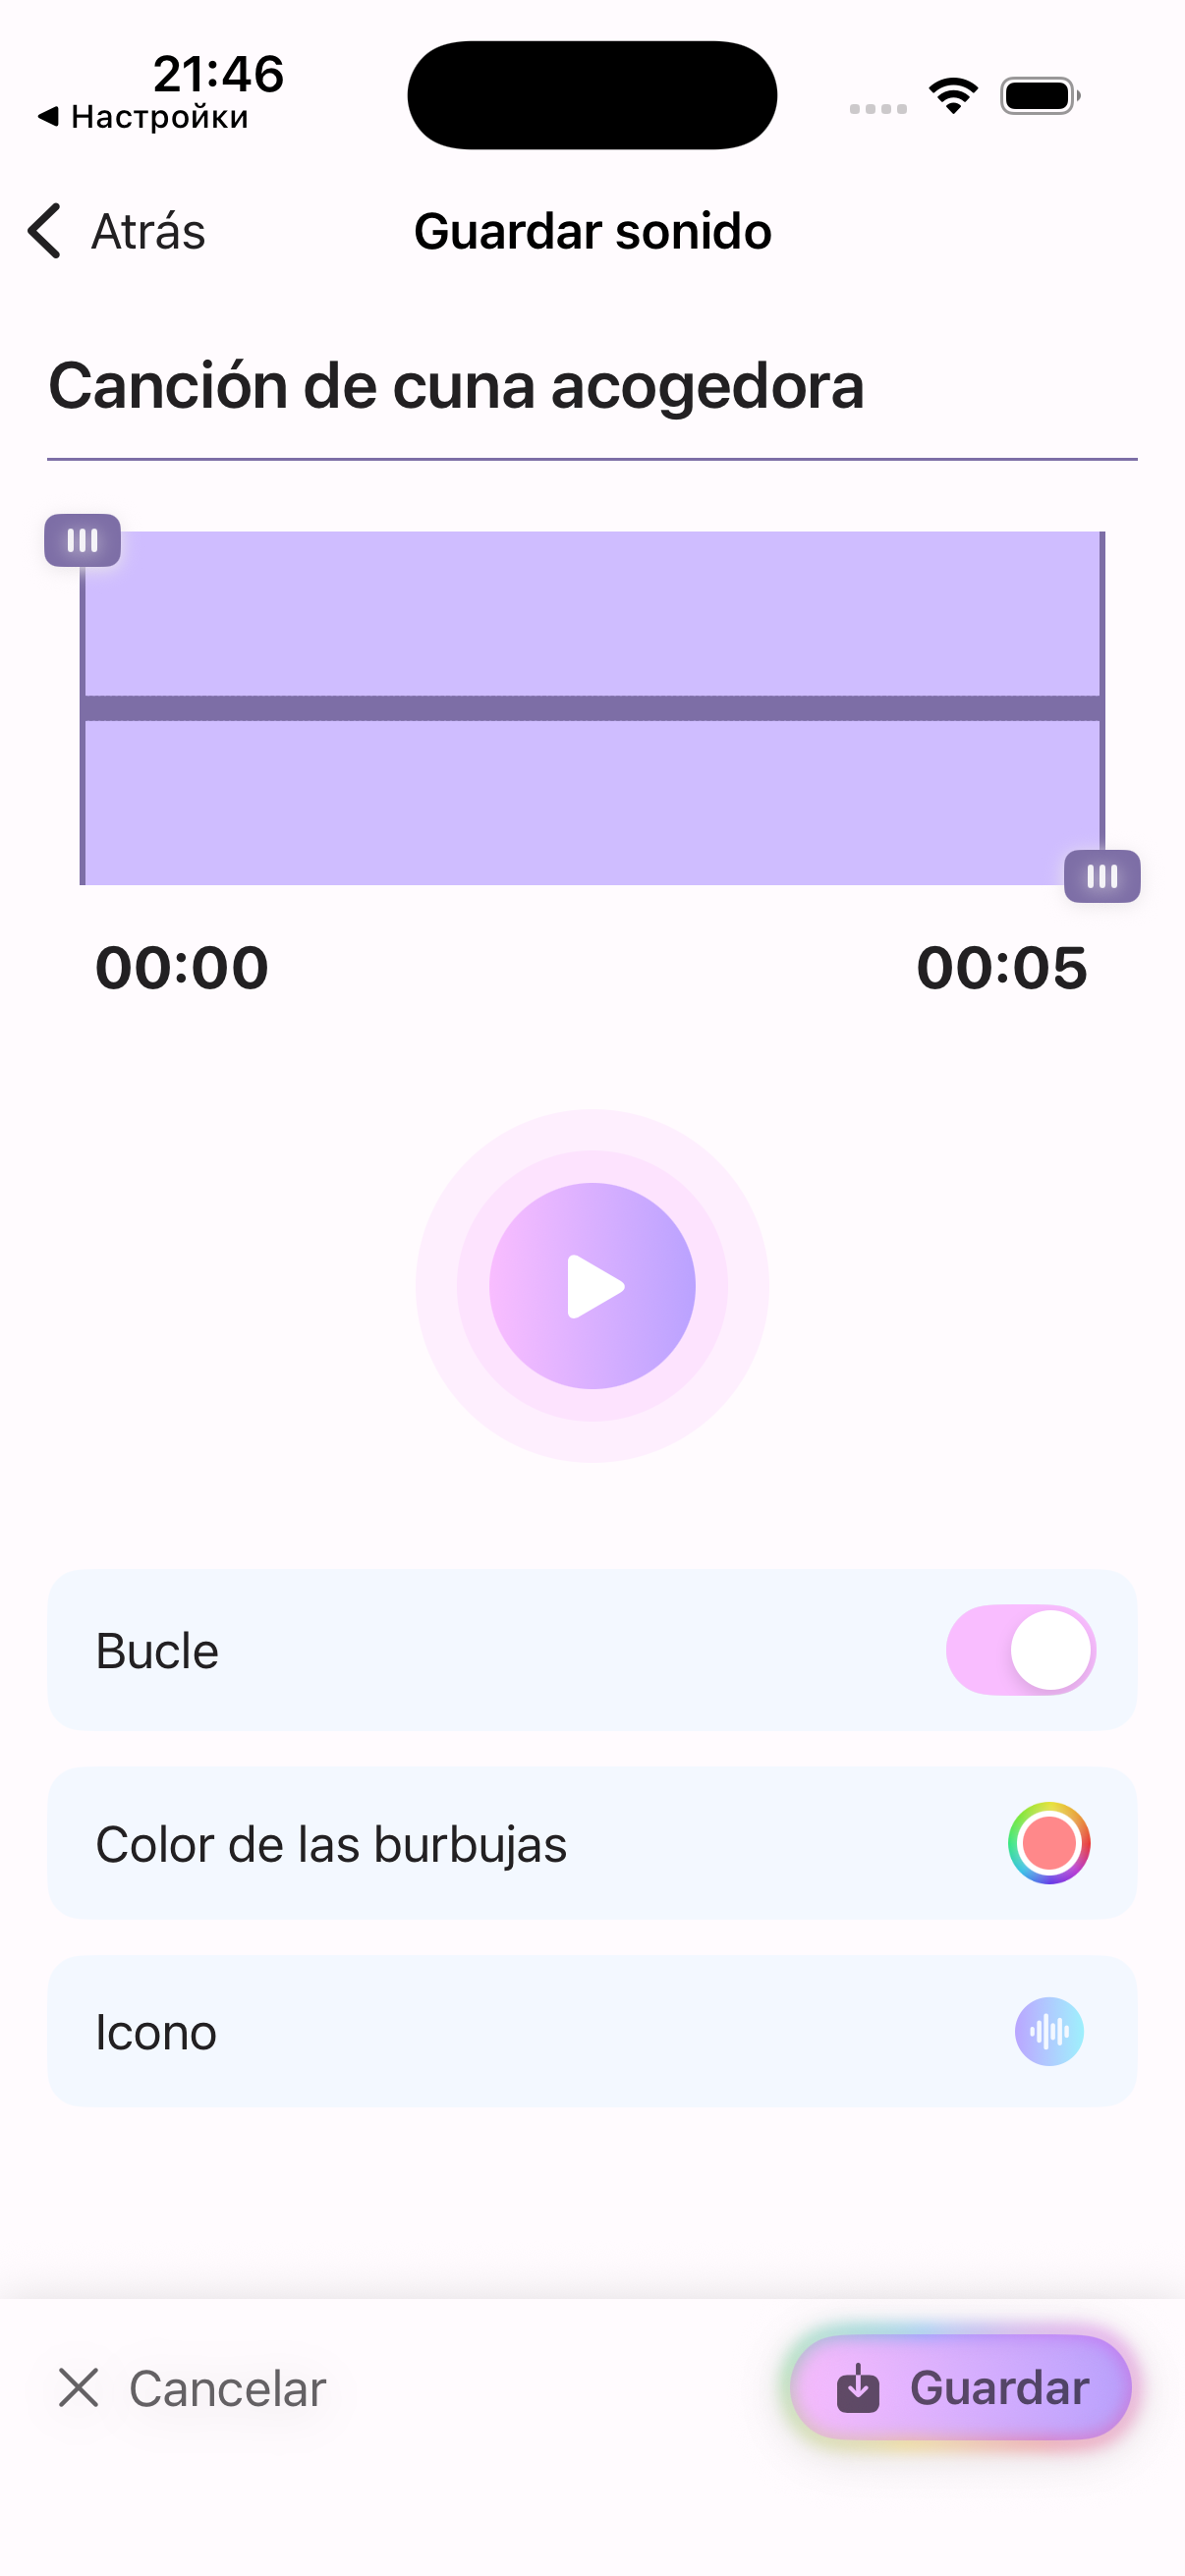 21:46
Настройки
Atrás
Guardar sonido
Canción de cuna acogedora
00:00
00:05
Bucle
Color de las burbujas
Icono
Cancelar
Guardar